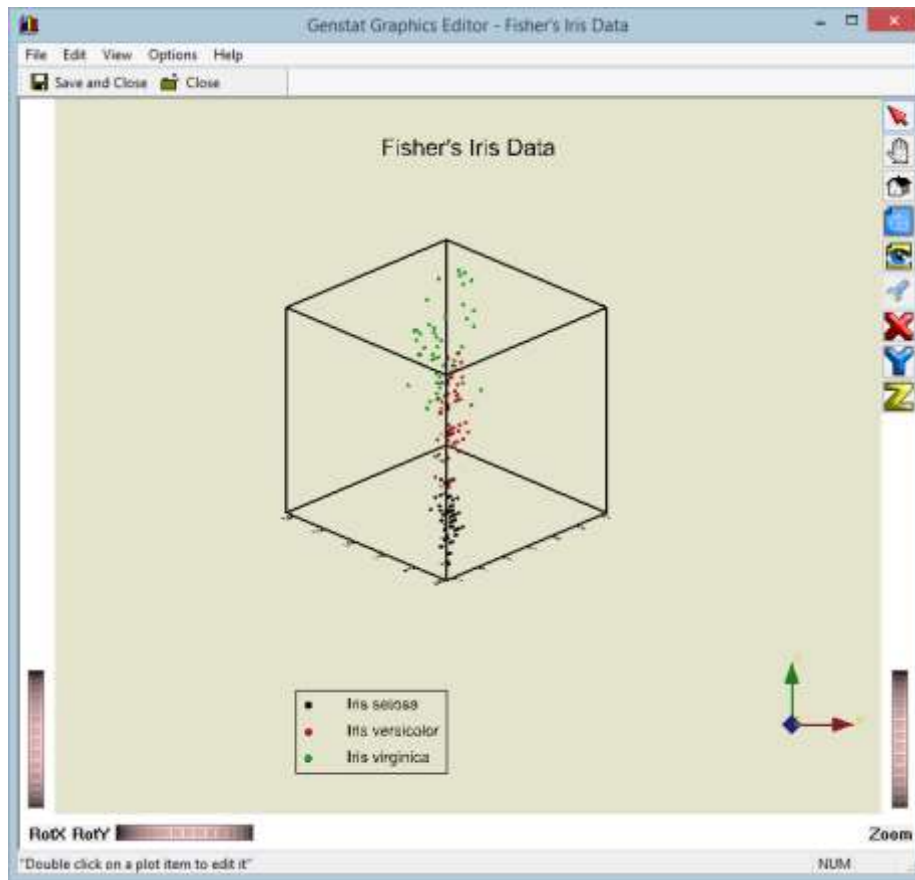 Genstat Graphics Editor - Fisher's Iris Data
File Edit View Options Help
Save and Close Close
Fisher's Iris Data
Iris setosa
Iris versicolor
Iris virginica
RotX RotY
Zoom
"Double click on a plot item to edit it"
NUM